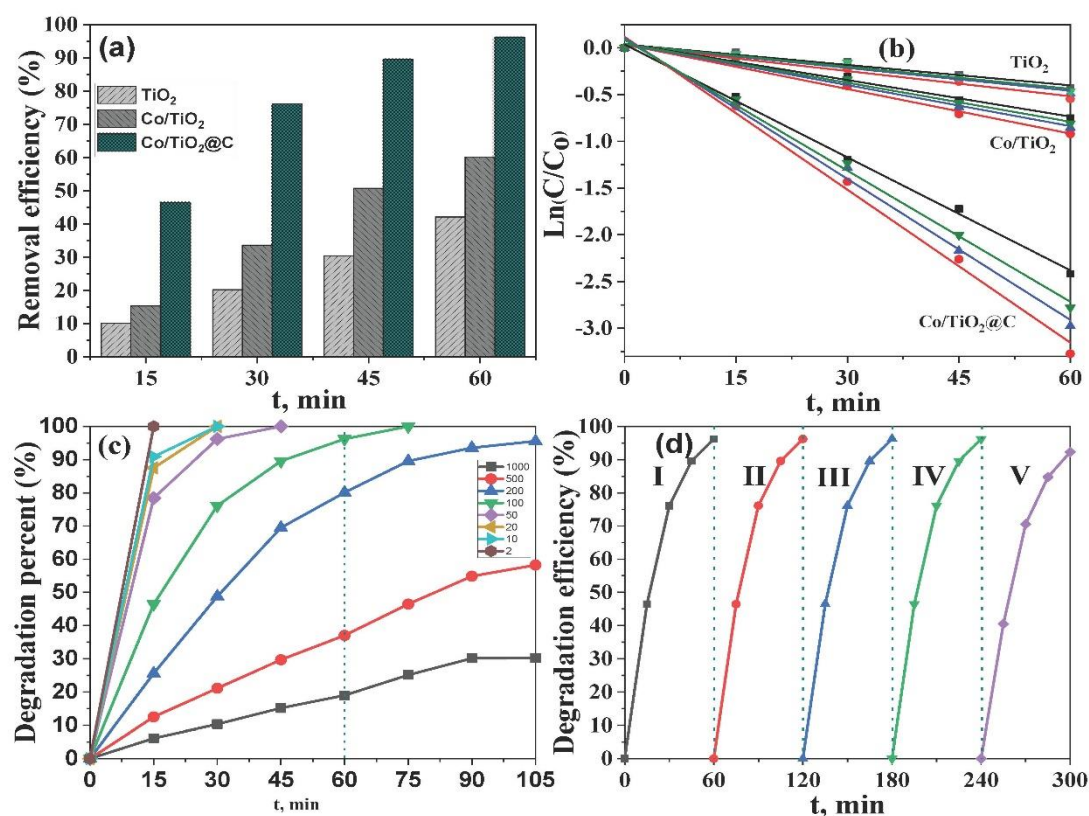 (a)
Removal efficiency (%)
100
90
80
70
60
50
40
30
20
10
0
TiO₂
Co/TiO₂
Co/TiO₂@C
15 30 45 60
t, min
(b)
Ln(C/C₀)
0.0
-0.5
-1.0
-1.5
-2.0
-2.5
-3.0
TiO₂
Co/TiO₂
Co/TiO₂@C
0 15 30 45 60
t, min
(c)
Degradation percent (%)
100
90
80
70
60
50
40
30
20
10
0
1000
500
200
100
50
20
10
2
0 15 30 45 60 75 90 105
t, min
(d)
Degradation efficiency (%)
100
90
80
70
60
50
40
30
20
10
0
I II III IV V
0 60 120 180 240 300
t, min